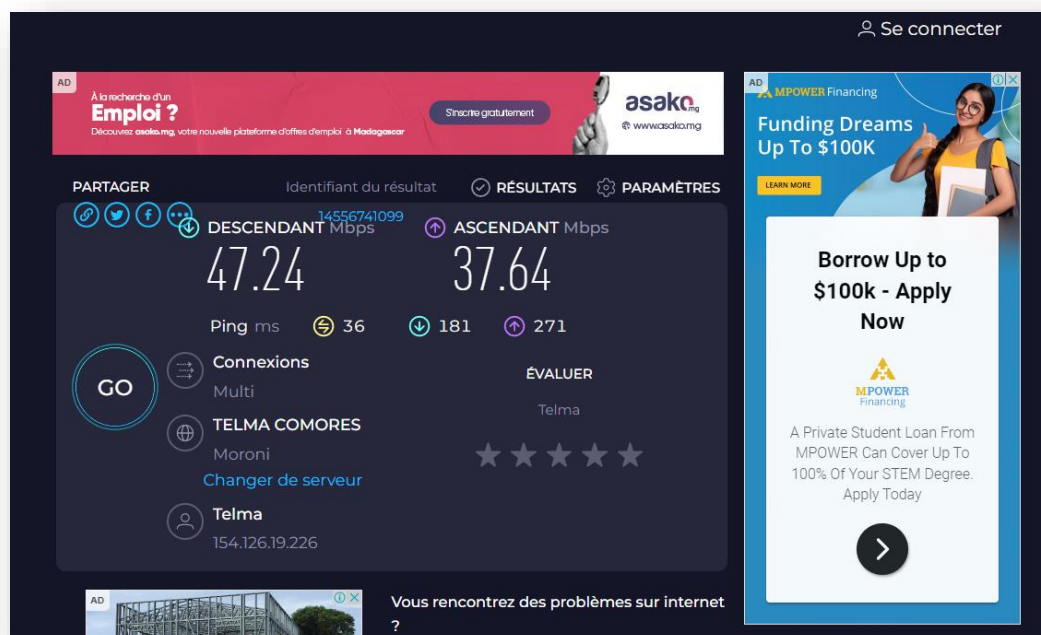 Se connecter
AD
À la recherche d'un
Emploi ?
Découvrez asako.mg, votre nouvelle plateforme d'offres d'emploi à Madagascar
S'inscrire gratuitement
asako.mg
www.asako.mg
AD
MPOWER Financing
Funding Dreams
Up To $100K
LEARN MORE
PARTAGER
Identifiant du résultat
RÉSULTATS
PARAMÈTRES
14556741099
DESCENDANT Mbps
ASCENDANT Mbps
47.24
37.64
Ping ms
36
181
271
GO
Connexions
Multi
TELMA COMORES
Moroni
Changer de serveur
Telma
154.126.19.226
ÉVALUER
Telma
Borrow Up to
$100k - Apply
Now
MPOWER
Financing
A Private Student Loan From
MPOWER Can Cover Up To
100% Of Your STEM Degree.
Apply Today
AD
Vous rencontrez des problèmes sur internet
?